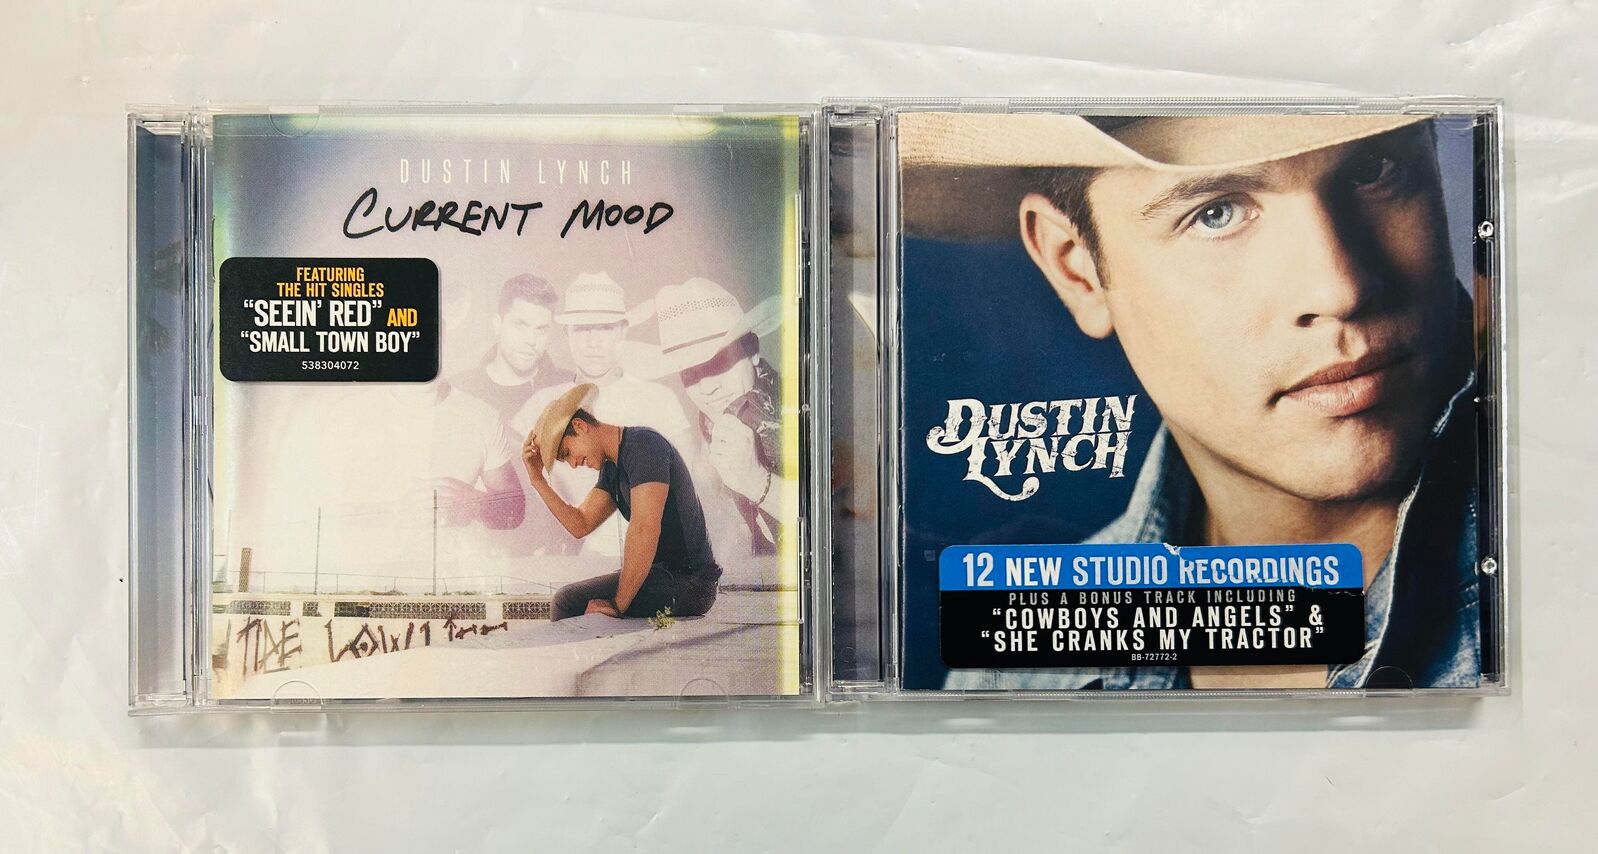 DUSTIN LYNCH
CURRENT MOOD
FEATURING
THE HIT SINGLES
"SEEIN' RED" AND
"SMALL TOWN BOY"
538304072
DUSTIN
LYNCH
12 NEW STUDIO RECORDINGS
PLUS A BONUS TRACK INCLUDING
"COWBOYS AND ANGELS" &
"SHE CRANKS MY TRACTOR"
BB-72772-2